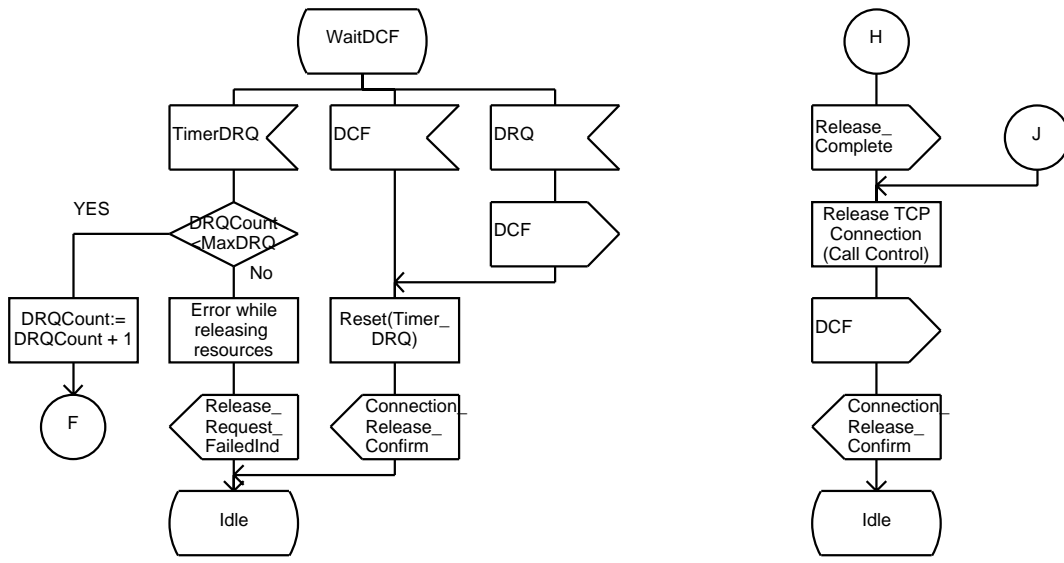 WaitDCF
H
TimerDRQ
DCF
DRQ
Release_
Complete
J
YES
DRQCount
<MaxDRQ
DCF
Release TCP
Connection
(Call Control)
No
DRQCount:=
DRQCount + 1
Error while
releasing
resources
Reset(Timer_
DRQ)
DCF
F
Release_
Request_
FailedInd
Connection_
Release_
Confirm
Connection_
Release_
Confirm
Idle
Idle